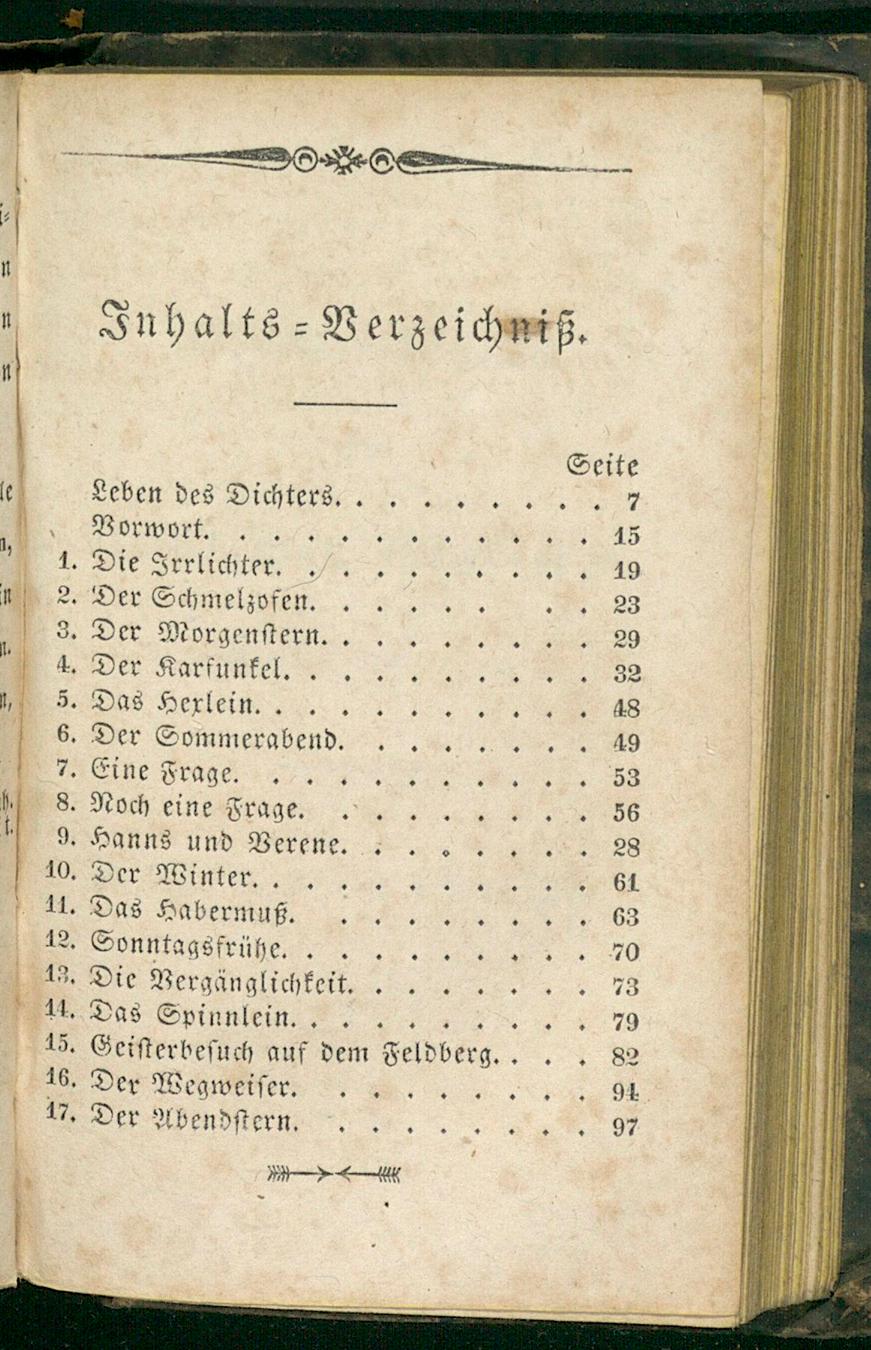 Inhalts-Verzeichniß.
Seite
Leben des Dichters. . . . . . . . . 7
Vorwort. . . . . . . . . . . . 15
1. Die Irrlichter. . . . . . . . . . 19
2. Der Schmelzofen. . . . . . . . 23
3. Der Morgenstern. . . . . . . . . 29
4. Der Karfunkel. . . . . . . . . . 32
5. Das Hexlein. . . . . . . . . . . 48
6. Der Sommerabend. . . . . . . . 49
7. Eine Frage. . . . . . . . . . . 53
8. Noch eine Frage. . . . . . . . . 56
9. Hanns und Verene. . . . . . . . 28
10. Der Winter. . . . . . . . . . . 61
11. Das Habermuß. . . . . . . . . 63
12. Sonntagsfrühe. . . . . . . . . . 70
13. Die Vergänglichkeit. . . . . . . . 73
14. Das Spinnlein. . . . . . . . . . 79
15. Geisterbesuch auf dem Feldberg. . . . 82
16. Der Wegweiser. . . . . . . . . 94
17. Der Abendstern. . . . . . . . . 97